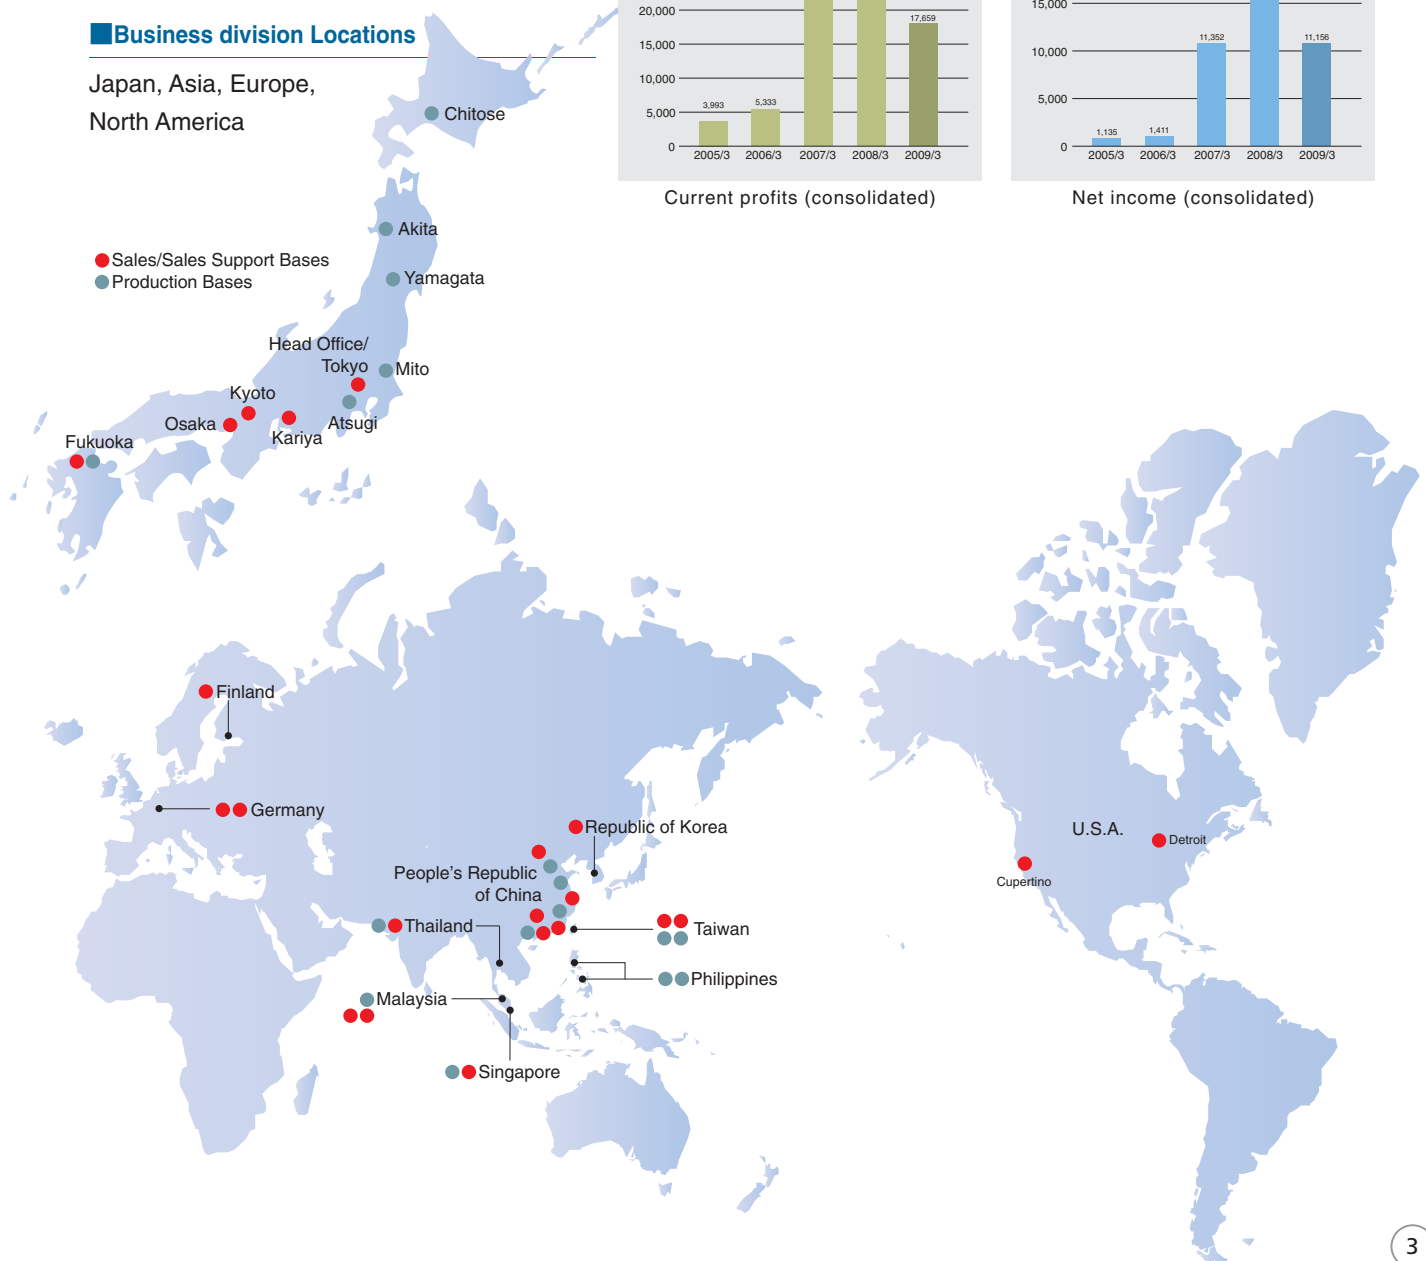 ■Business division Locations
Japan, Asia, Europe,
North America
Sales/Sales Support Bases
Production Bases
20,000
15,000
10,000
5,000
0
3,993
5,333
17,659
2005/3 2006/3 2007/3 2008/3 2009/3
Current profits (consolidated)
15,000
10,000
5,000
0
1,135
1,411
11,352
11,156
2005/3 2006/3 2007/3 2008/3 2009/3
Net income (consolidated)
Chitose
Akita
Yamagata
Head Office/
Tokyo
Mito
Kyoto
Osaka
Kariya
Atsugi
Fukuoka
Finland
Germany
Republic of Korea
People's Republic
of China
Thailand
Taiwan
Philippines
Malaysia
Singapore
U.S.A.
Detroit
Cupertino
3